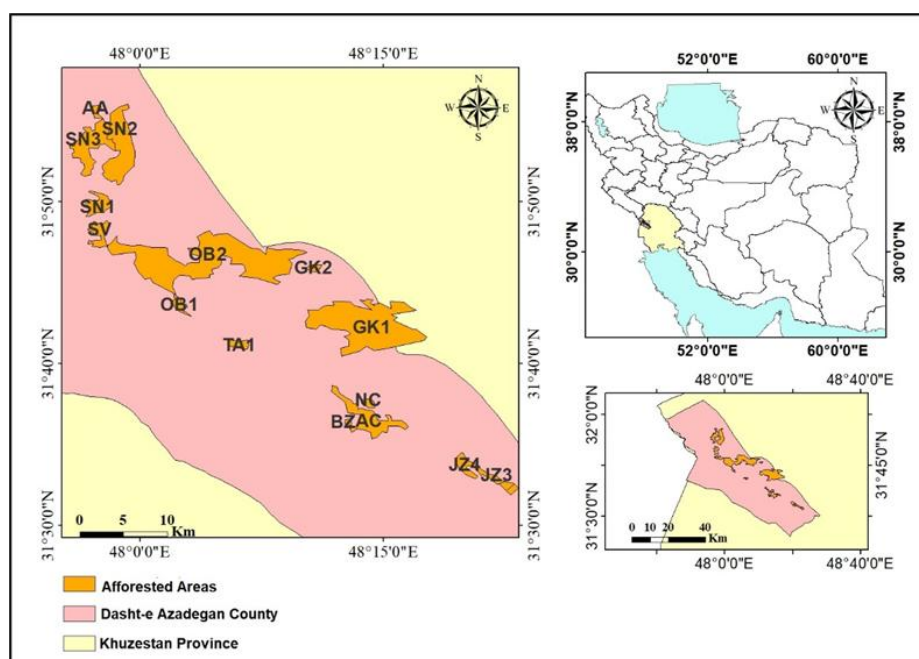 48°0'0"E
48°15'0"E
N
W
E
S
AA
SN2
SN3
SN1
SV
OB2
GK2
OB1
GK1
TA1
NC
BZ
AC
JZ4
JZ3
31°50'0"N
31°40'0"N
31°30'0"N
31°50'0"N
31°40'0"N
31°30'0"N
0 5 10
Km
48°0'0"E
48°15'0"E
52°0'0"E
60°0'0"E
N
W
E
S
38°0'0"N
30°0'0"N
38°0'0"N
30°0'0"N
52°0'0"E
60°0'0"E
48°0'0"E
48°40'0"E
32°0'0"N
31°30'0"N
31°45'0"N
0 10 20 40
Km
48°0'0"E
48°40'0"E
Afforested Areas
Dasht-e Azadegan County
Khuzestan Province